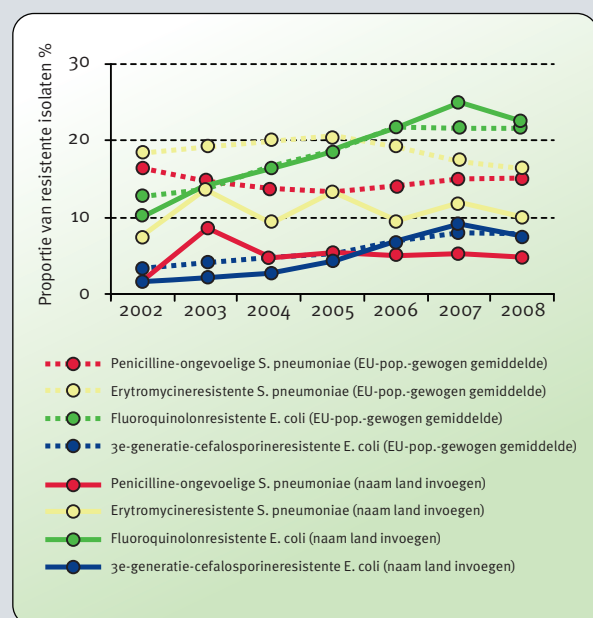 Proportie van resistente isolaten %
30
20
10
0
2002 2003 2004 2005 2006 2007 2008
Penicilline-ongevoelige S. pneumoniae (EU-pop.-gewogen gemiddelde)
Erytromycineresistente S. pneumoniae (EU-pop.-gewogen gemiddelde)
Fluoroquinolonresistente E. coli (EU-pop.-gewogen gemiddelde)
3e-generatie-cefalosporineresistente E. coli (EU-pop.-gewogen gemiddelde)
Penicilline-ongevoelige S. pneumoniae (naam land invoegen)
Erytromycineresistente S. pneumoniae (naam land invoegen)
Fluoroquinolonresistente E. coli (naam land invoegen)
3e-generatie-cefalosporineresistente E. coli (naam land invoegen)